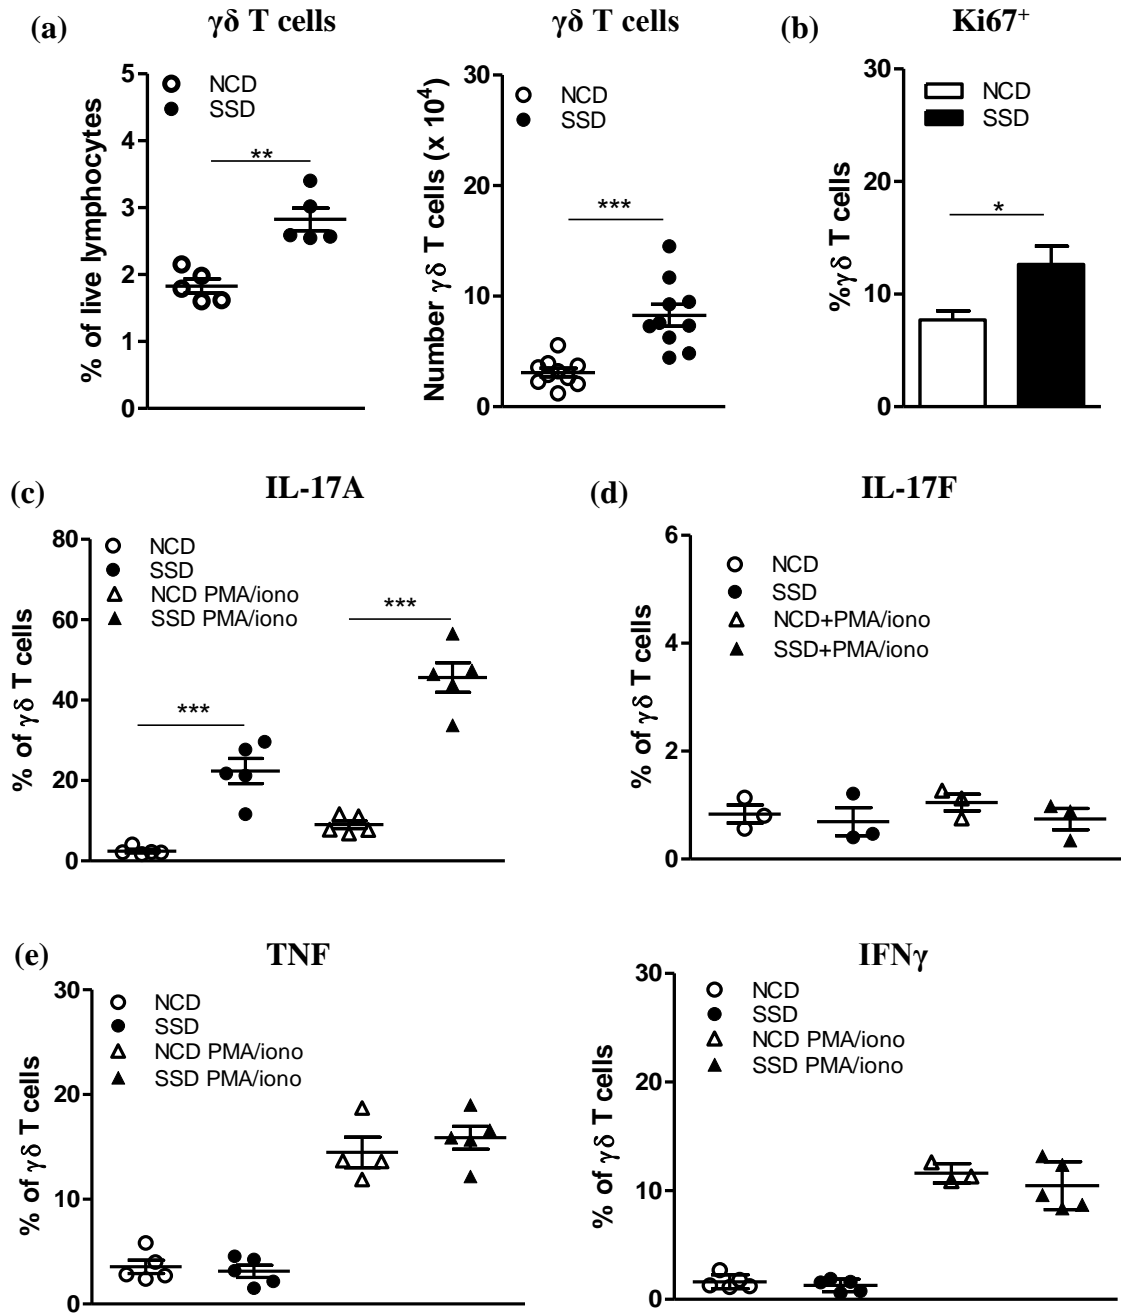 (a)
γδ T cells
% of live lymphocytes
5
4
3
2
1
0
NCD
SSD
**
γδ T cells
Number γδ T cells (x 10⁴)
30
20
10
0
NCD
SSD
***
(b)
Ki67⁺
%γδ T cells
30
20
10
0
NCD
SSD
*
(c)
IL-17A
% of γδ T cells
80
60
40
20
0
NCD
SSD
NCD PMA/iono
SSD PMA/iono
***
***
(d)
IL-17F
% of γδ T cells
6
4
2
0
NCD
SSD
NCD+PMA/iono
SSD+PMA/iono
(e)
TNF
% of γδ T cells
30
20
10
0
NCD
SSD
NCD PMA/iono
SSD PMA/iono
IFNγ
% of γδ T cells
30
20
10
0
NCD
SSD
NCD PMA/iono
SSD PMA/iono